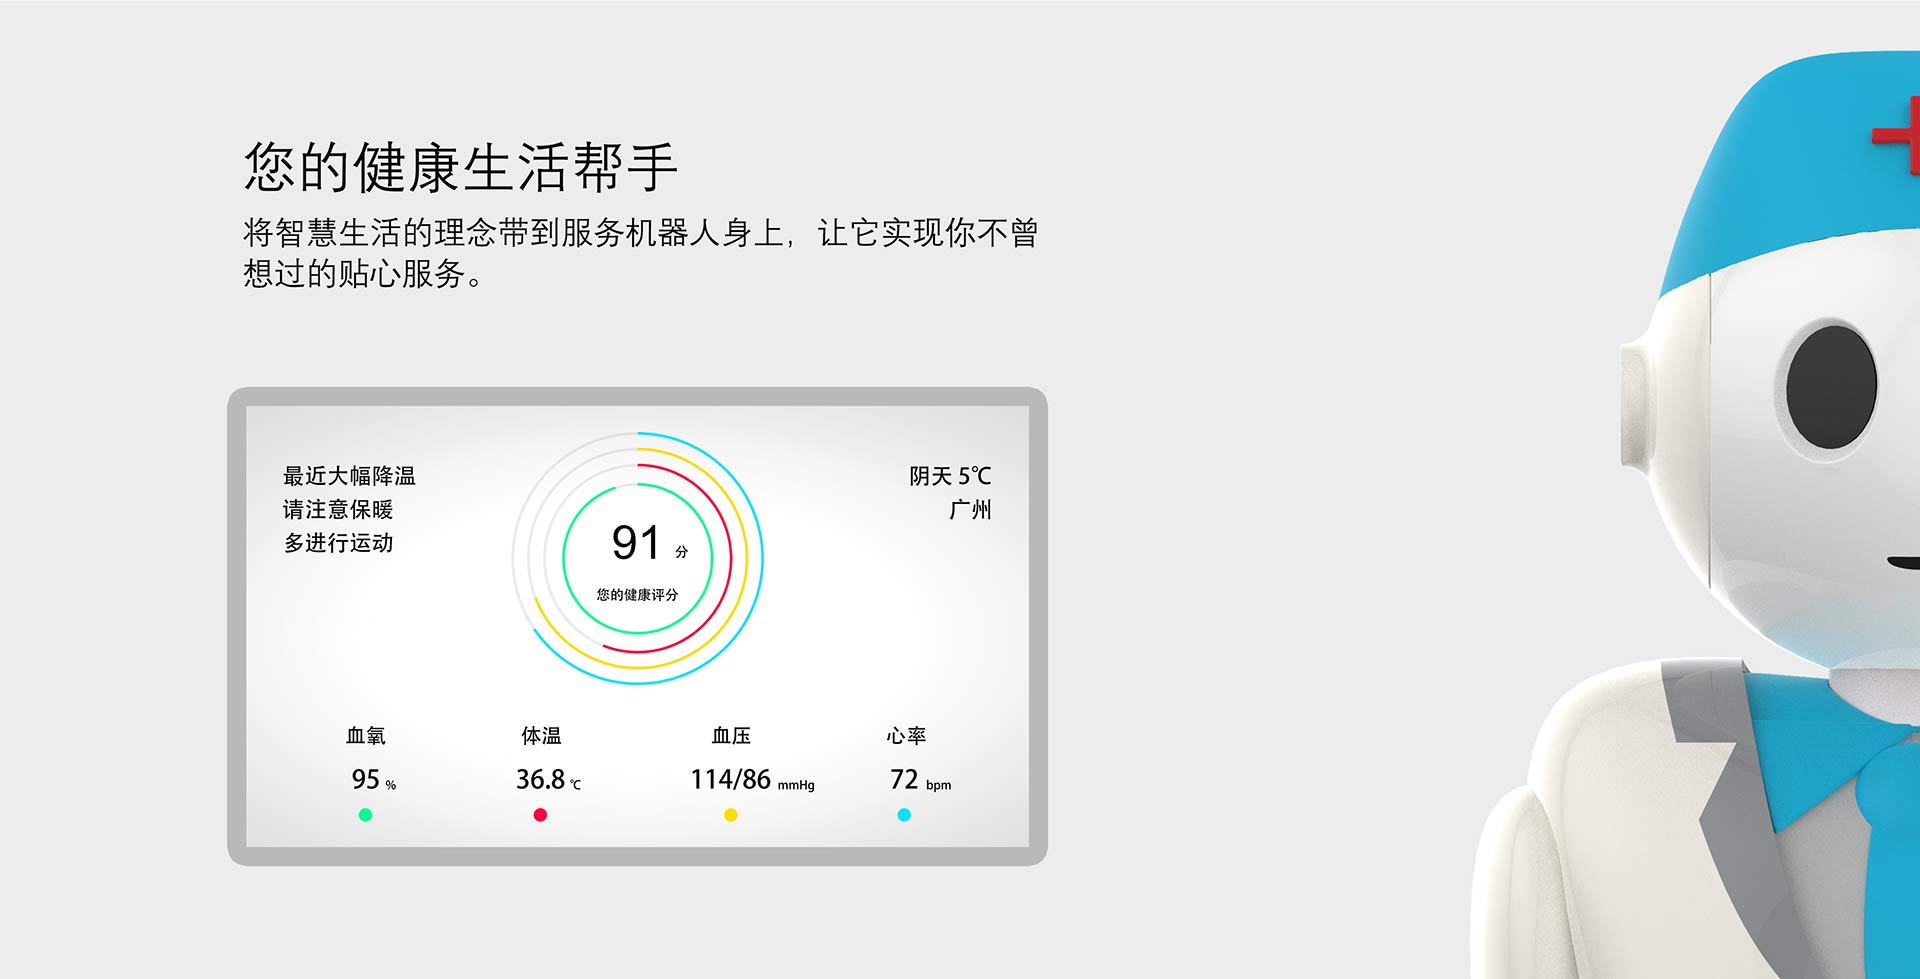 您的健康生活帮手
将智慧生活的理念带到服务机器人身上，让它实现你不曾
想过的贴心服务。
最近大幅降温
请注意保暖
多进行运动
91 分
您的健康评分
阴天 5℃
广州
血氧 体温 血压 心率
95 % 36.8 ℃ 114/86 mmHg 72 bpm